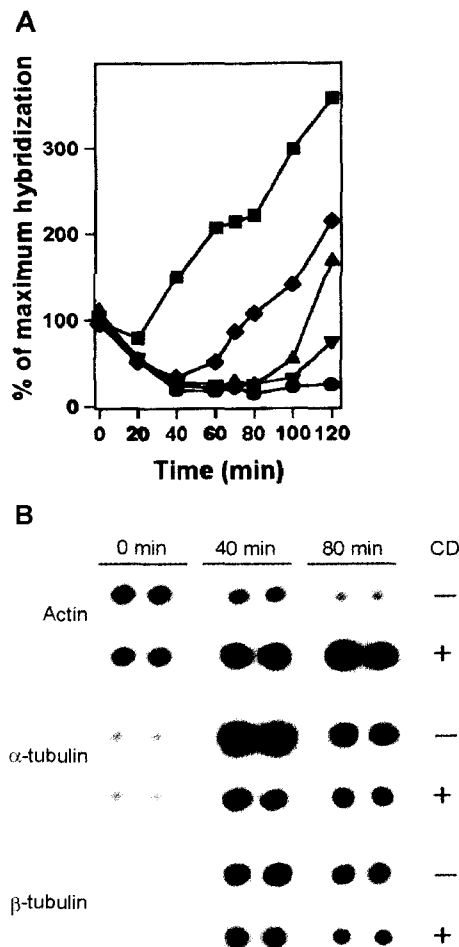 A
% of maximum hybridization
300
200
100
0
0 20 40 60 80 100 120
Time (min)
B
0 min 40 min 80 min CD
Actin
—
+
α-tubulin
—
+
β-tubulin
—
+